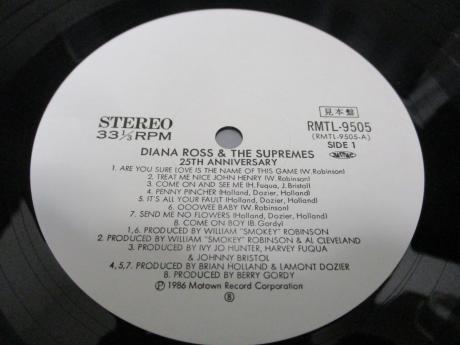 STEREO
33 1/3 RPM
見本盤
RMTL-9505
(RMTL-9505-A)
SIDE 1
DIANA ROSS & THE SUPREMES
25TH ANNIVERSARY
1. ARE YOU SURE LOVE IS THE NAME OF THIS GAME (W. Robinson)
2. TREAT ME NICE JOHN HENRY (W. Robinson)
3. COME ON AND SEE ME (H. Fuqua, J. Bristol)
4. PENNY PINCHER (Holland, Dozier, Holland)
5. IT'S ALL YOUR FAULT (Holland, Dozier, Holland)
6. OOOWEE BABY (W. Robinson)
7. SEND ME NO FLOWERS (Holland, Dozier, Holland)
8. COME ON BOY (B. Gordy)
1,6. PRODUCED BY WILLIAM "SMOKEY" ROBINSON
2. PRODUCED BY WILLIAM "SMOKEY" ROBINSON & AL CLEVELAND
3. PRODUCED BY IVY JO HUNTER, HARVEY FUQUA
& JOHNNY BRISTOL
4,5,7. PRODUCED BY BRIAN HOLLAND & LAMONT DOZIER
8. PRODUCED BY BERRY GORDY
Ⓟ1986 Motown Record Corporation
Ⓑ